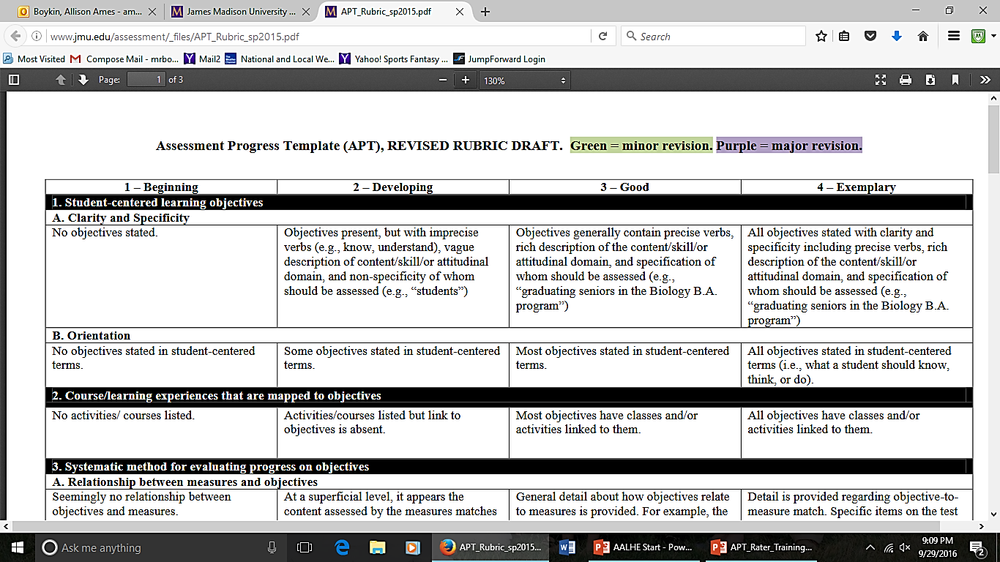 Boykin, Allison Ames - am...
James Madison University ...
APT_Rubric_sp2015.pdf
www.jmu.edu/assessment/_files/APT_Rubric_sp2015.pdf
Search
Most Visited
Compose Mail - mrbo...
Mail2
National and Local We...
Yahoo! Sports Fantasy ...
JumpForward Login
Page:
1
of 3
130%
Assessment Progress Template (APT), REVISED RUBRIC DRAFT. Green = minor revision. Purple = major revision.
1 – Beginning
2 – Developing
3 – Good
4 – Exemplary
1. Student-centered learning objectives
A. Clarity and Specificity
No objectives stated.
Objectives present, but with imprecise
verbs (e.g., know, understand), vague
description of content/skill/or attitudinal
domain, and non-specificity of whom
should be assessed (e.g., “students”)
Objectives generally contain precise verbs,
rich description of the content/skill/or
attitudinal domain, and specification of
whom should be assessed (e.g.,
“graduating seniors in the Biology B.A.
program”)
All objectives stated with clarity and
specificity including precise verbs, rich
description of the content/skill/or
attitudinal domain, and specification of
whom should be assessed (e.g.,
“graduating seniors in the Biology B.A.
program”)
B. Orientation
No objectives stated in student-centered
terms.
Some objectives stated in student-centered
terms.
Most objectives stated in student-centered
terms.
All objectives stated in student-centered
terms (i.e., what a student should know,
think, or do).
2. Course/learning experiences that are mapped to objectives
No activities/ courses listed.
Activities/courses listed but link to
objectives is absent.
Most objectives have classes and/or
activities linked to them.
All objectives have classes and/or
activities linked to them.
3. Systematic method for evaluating progress on objectives
A. Relationship between measures and objectives
Seemingly no relationship between
objectives and measures.
At a superficial level, it appears the
content assessed by the measures matches
General detail about how objectives relate
to measures is provided. For example, the
Detail is provided regarding objective-to-
measure match. Specific items on the test
Ask me anything
APT_Rubric_sp2015...
AALHE Start - Pow...
APT_Rater_Training...
9:09 PM
9/29/2016
2